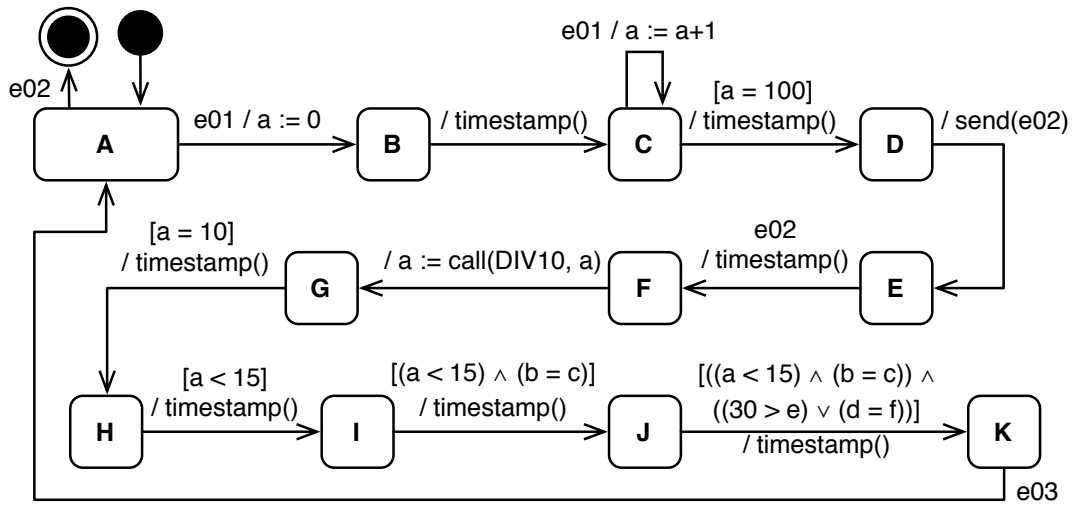 e01 / a := a+1
e02
[a = 100]
A
e01 / a := 0
B
/ timestamp()
C
/ timestamp()
D
/ send(e02)
[a = 10]
/ timestamp()
G
/ a := call(DIV10, a)
F
e02
/ timestamp()
E
H
[a < 15]
/ timestamp()
I
[(a < 15) ∧ (b = c)]
/ timestamp()
J
[((a < 15) ∧ (b = c)) ∧
((30 > e) ∨ (d = f))]
/ timestamp()
K
e03